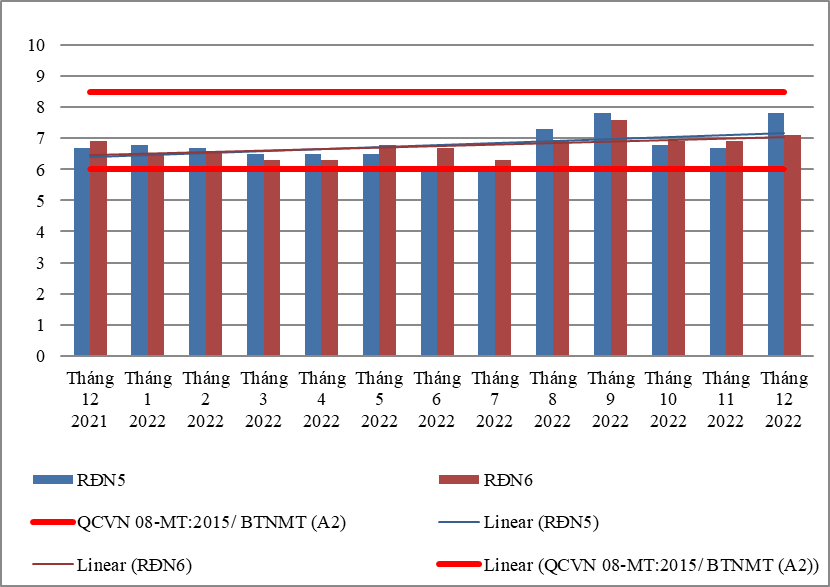 10
9
8
7
6
5
4
3
2
1
0
Tháng Tháng Tháng Tháng Tháng Tháng Tháng Tháng Tháng Tháng Tháng Tháng Tháng
12 1 2 3 4 5 6 7 8 9 10 11 12
2021 2022 2022 2022 2022 2022 2022 2022 2022 2022 2022 2022 2022
RĐN5 RĐN6
QCVN 08-MT:2015/ BTNMT (A2) Linear (RĐN5)
Linear (RĐN6) Linear (QCVN 08-MT:2015/ BTNMT (A2))